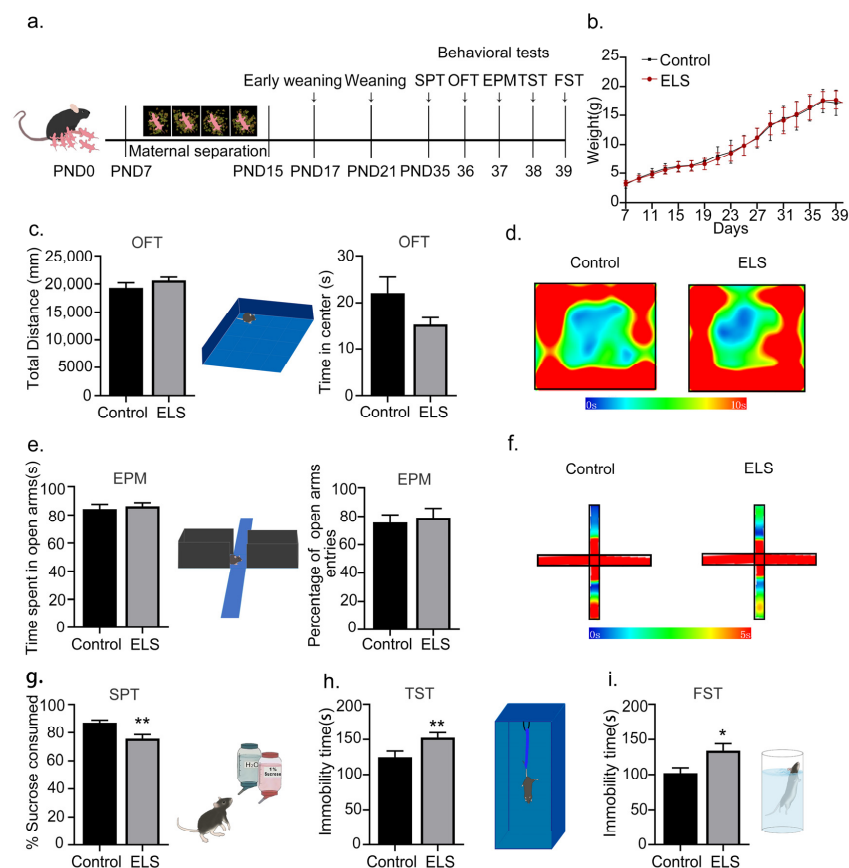 a.
Behavioral tests
Early weaning Weaning SPT OFT EPM TST FST
Maternal separation
PND0 PND7 PND15 PND17 PND21 PND35 36 37 38 39
b.
Control
ELS
Weight(g)
25
20
15
10
5
0
7 11 15 19 23 27 31 35 39
Days
c.
OFT
Total Distance (mm)
25,000
20,000
15,000
10,000
5000
0
Control ELS
OFT
Time in center (s)
30
20
10
0
Control ELS
d.
Control ELS
0s 10s
e.
EPM
Time spent in open arms(s)
100
80
60
40
20
0
Control ELS
EPM
Percentage of open arms
entries
100
80
60
40
20
0
Control ELS
f.
Control ELS
0s 5s
g.
SPT
% Sucrose consumed
100
80
60
40
20
0
Control ELS
**
H₂O
1%
Sucrose
h.
TST
Immobility time(s)
200
150
100
50
0
Control ELS
**
i.
FST
Immobility time(s)
200
150
100
50
0
Control ELS
*